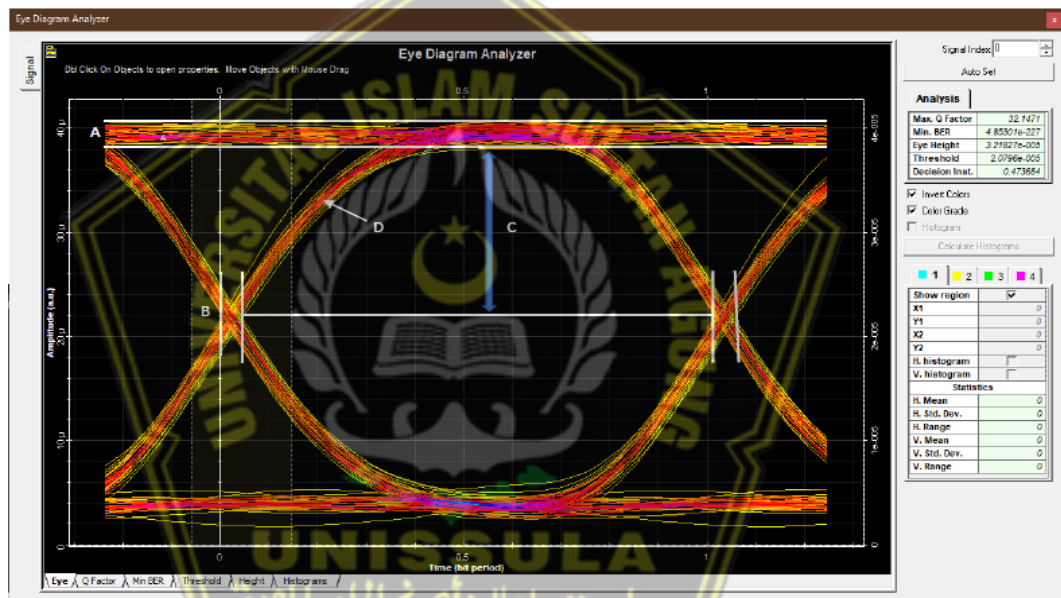 Eye Diagram Analyzer
Signal
Eye Diagram Analyzer
Dbl Click On Objects to open properties. Move Objects with Mouse Drag
0
0.5
1
A
A
B
C
D
Amplitude (a.u.)
40 µ
30 µ
20 µ
10 µ
0
4e-005
3e-005
2e-005
1e-005
0
0
0.5
1
Time (bit period)
Eye
Q Factor
Min BER
Threshold
Height
Histograms
Signal Index: 0
Auto Set
Analysis
Max. Q Factor 32.1471
Min. BER 4.85301e-227
Eye Height 3.21827e-005
Threshold 2.0796e-005
Decision Inst. 0.473684
Invert Colors
Color Grade
Histogram
Calculate Histograms
1 2 3 4
Show region
X1 0
Y1 0
X2 0
Y2 0
H. histogram
V. histogram
Statistics
H. Mean 0
H. Std. Dev. 0
H. Range 0
V. Mean 0
V. Std. Dev. 0
V. Range 0
UNIVERSITAS ISLAM SULTAN AGUNG
UNISSULA